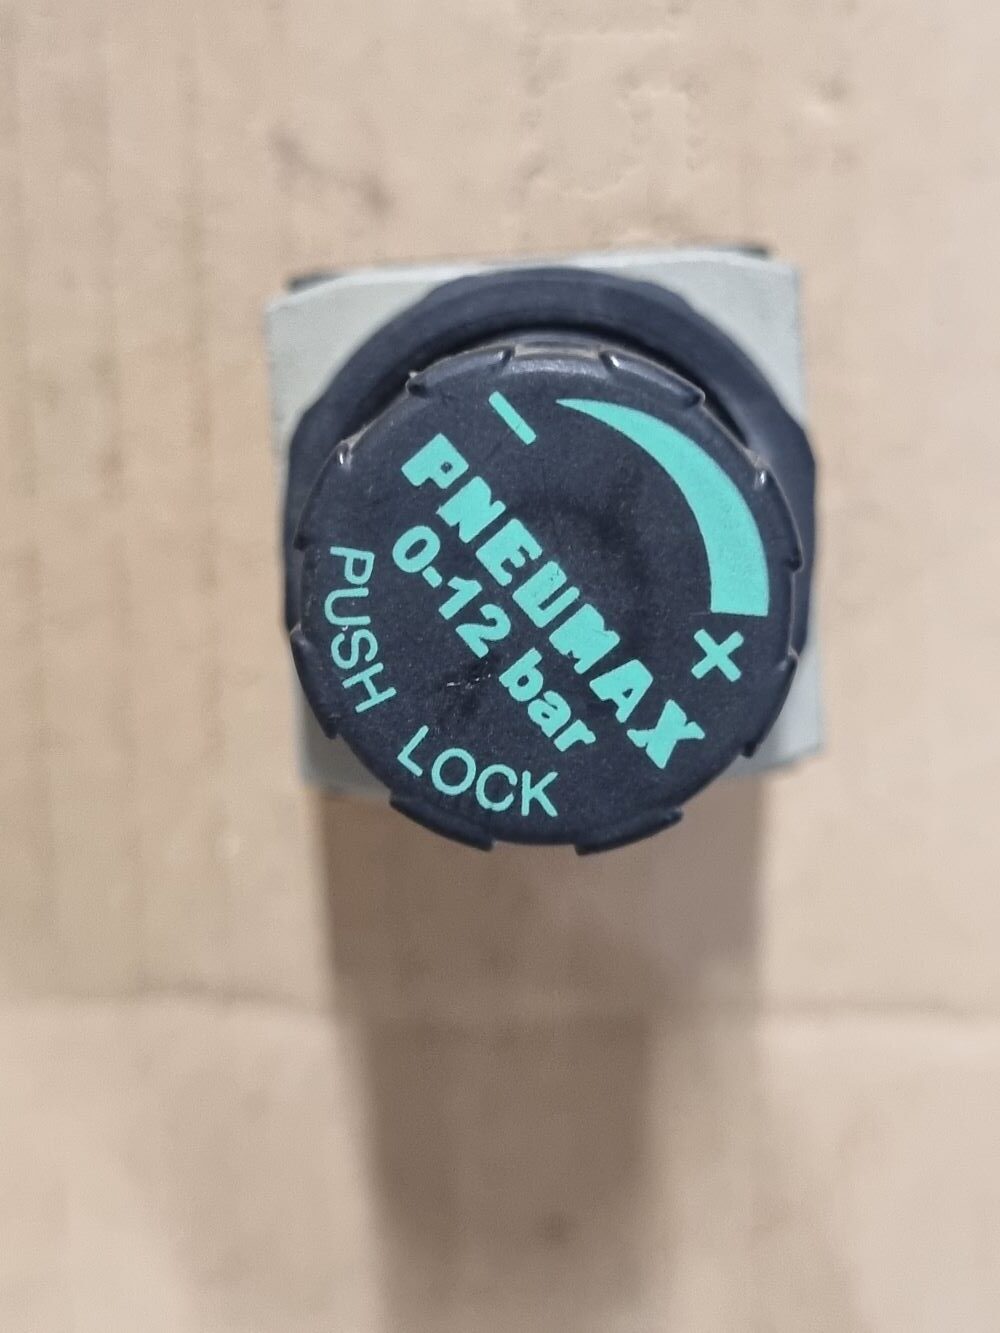 - +
PNEUMAX
0-12 bar
PUSH LOCK